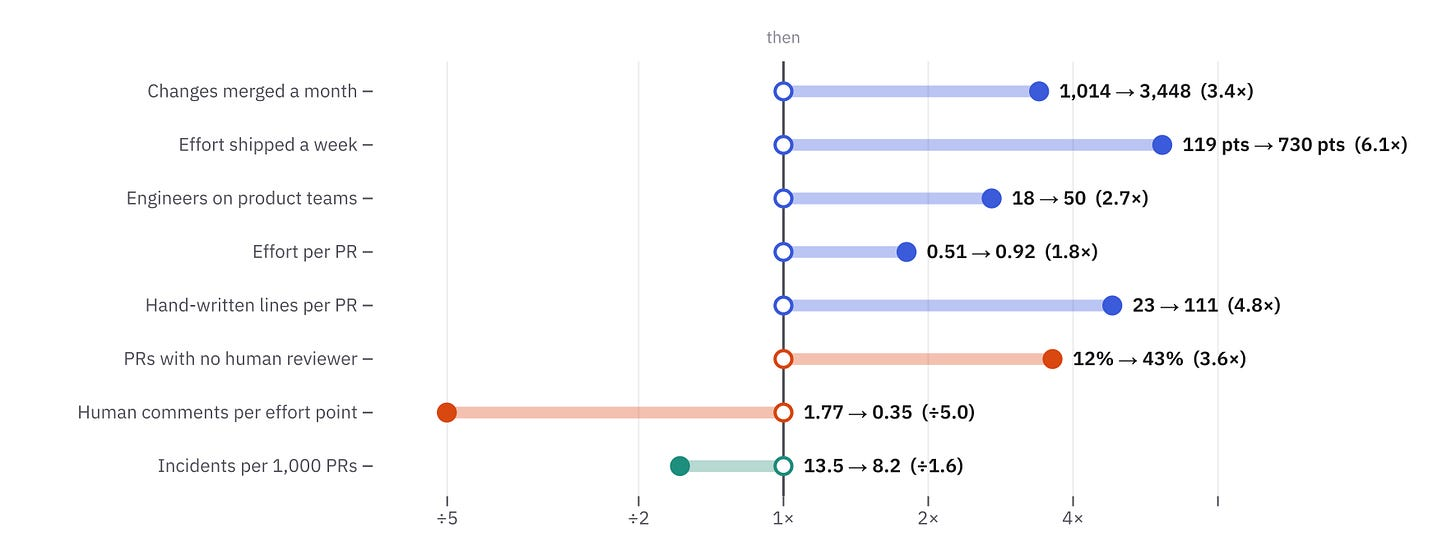 then
Changes merged a month – 1,014 → 3,448 (3.4×)
Effort shipped a week – 119 pts → 730 pts (6.1×)
Engineers on product teams – 18 → 50 (2.7×)
Effort per PR – 0.51 → 0.92 (1.8×)
Hand-written lines per PR – 23 → 111 (4.8×)
PRs with no human reviewer – 12% → 43% (3.6×)
Human comments per effort point – 1.77 → 0.35 (÷5.0)
Incidents per 1,000 PRs – 13.5 → 8.2 (÷1.6)
÷5 ÷2 1× 2× 4×